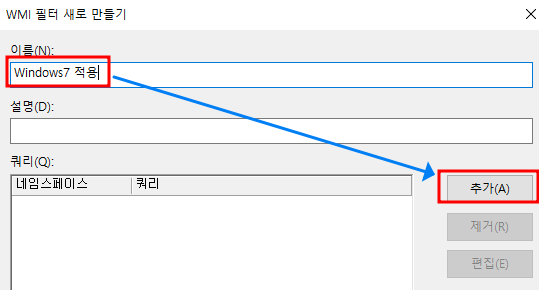 WMI 필터 새로 만들기
이름(N):
Windows7 적용
설명(D):
쿼리(Q):
네임스페이스 쿼리
추가(A)
제거(R)
편집(E)